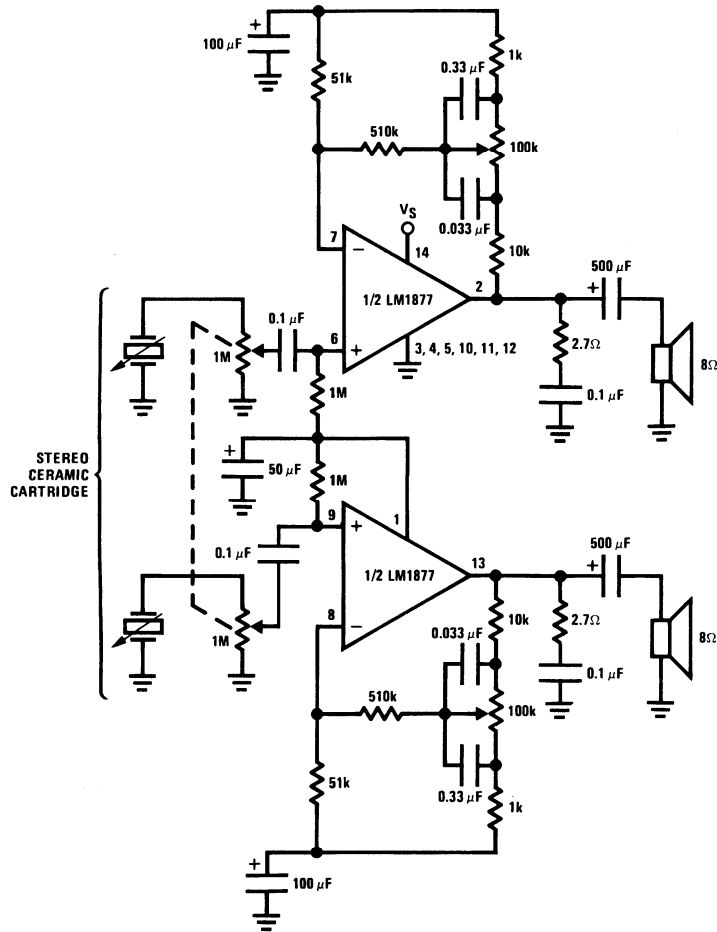 +
100 μF
51k
0.33 μF
1k
510k
100k
0.033 μF
10k
VS
7
−
14
1/2 LM1877
2
+
500 μF
0.1 μF
6
+
3, 4, 5, 10, 11, 12
2.7Ω
8Ω
0.1 μF
1M
1M
STEREO
CERAMIC
CARTRIDGE
+
50 μF
1M
9
+
1
0.1 μF
1/2 LM1877
13
+
500 μF
8
−
10k
2.7Ω
8Ω
1M
0.033 μF
0.1 μF
510k
100k
0.33 μF
51k
1k
+
100 μF